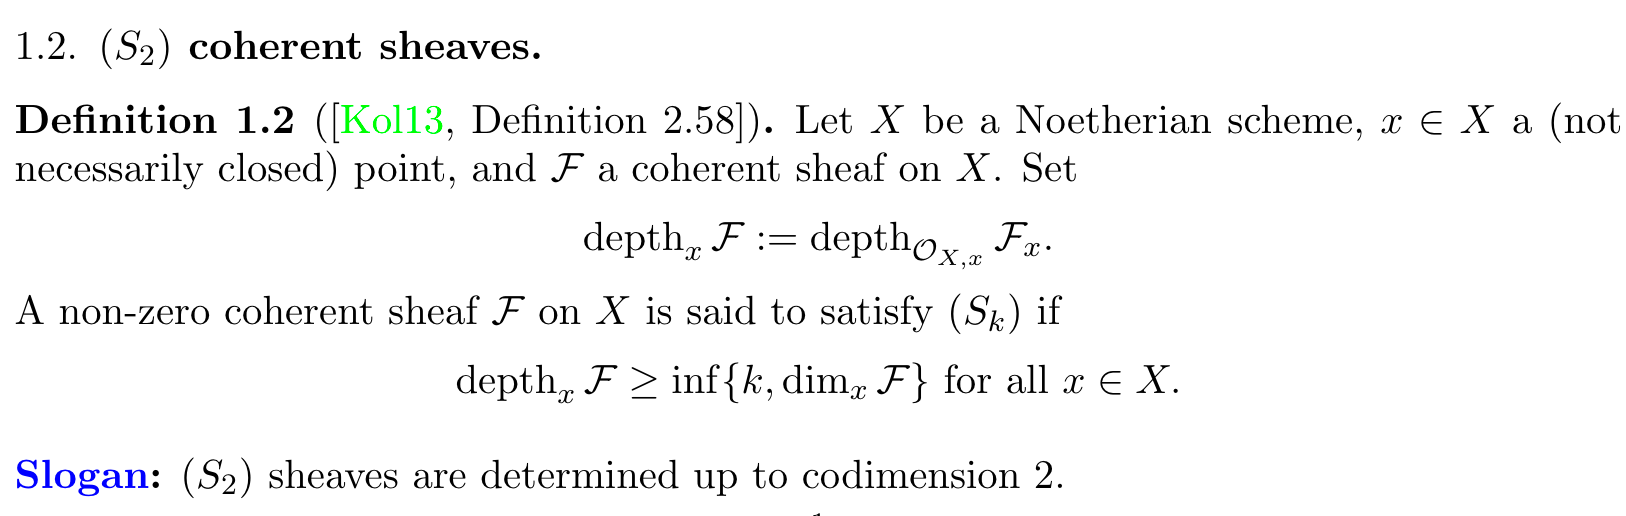 1.2. (S₂) coherent sheaves.
Definition 1.2 ([Kol13, Definition 2.58]). Let X be a Noetherian scheme, x ∈ X a (not
necessarily closed) point, and ℱ a coherent sheaf on X. Set
depthₓ ℱ := depth_{𝒪_{X,x}} ℱₓ.
A non-zero coherent sheaf ℱ on X is said to satisfy (Sₖ) if
depthₓ ℱ ≥ inf{k, dimₓ ℱ} for all x ∈ X.
Slogan: (S₂) sheaves are determined up to codimension 2.